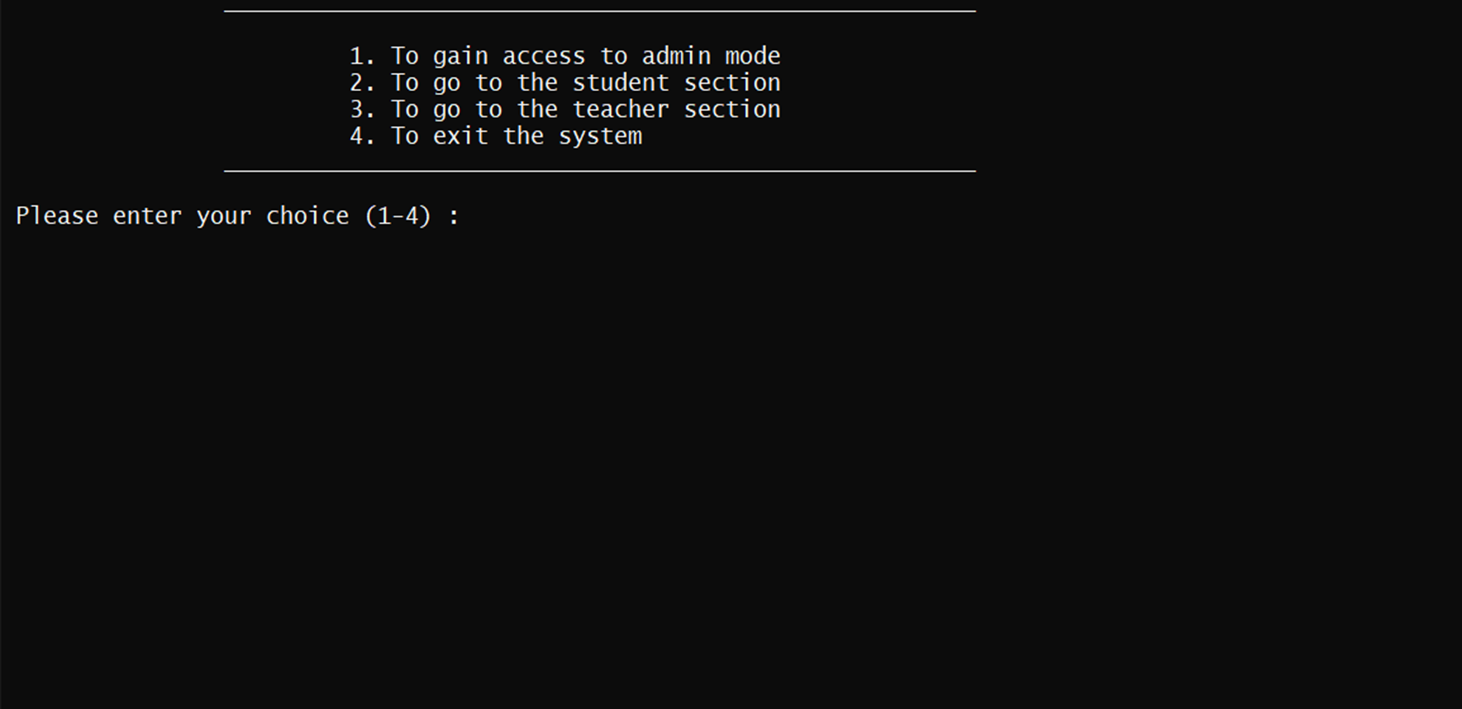 1. To gain access to admin mode
2. To go to the student section
3. To go to the teacher section
4. To exit the system
Please enter your choice (1-4) :